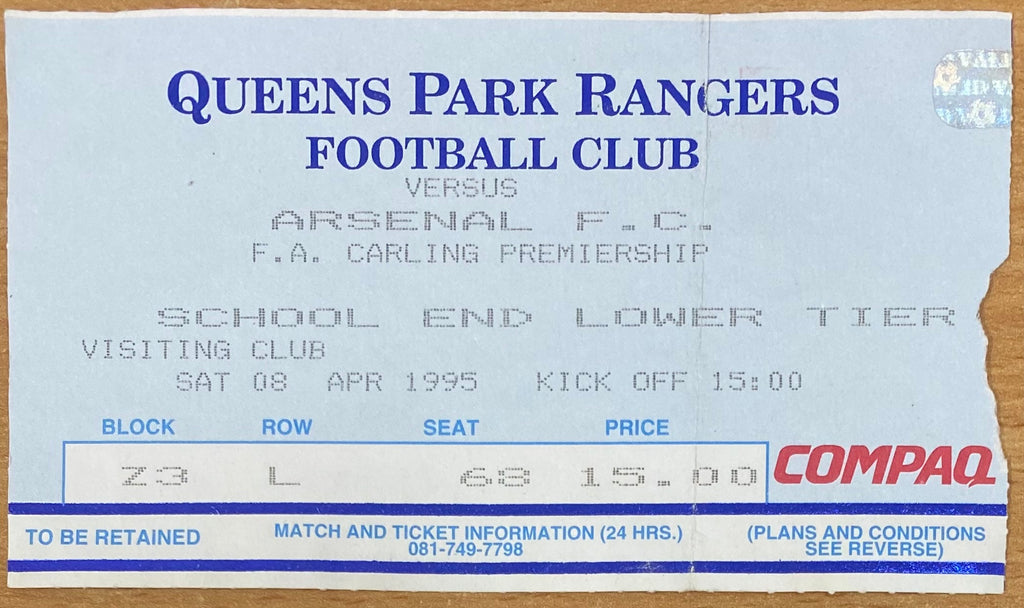 QUEENS PARK RANGERS
FOOTBALL CLUB
VERSUS
ARSENAL F.C.
F.A. CARLING PREMIERSHIP
SCHOOL END LOWER TIER
VISITING CLUB
SAT 08 APR 1995 KICK OFF 15:00
BLOCK ROW SEAT PRICE
Z3 L 68 15.00
COMPAQ
TO BE RETAINED
MATCH AND TICKET INFORMATION (24 HRS.)
081-749-7798
(PLANS AND CONDITIONS
SEE REVERSE)